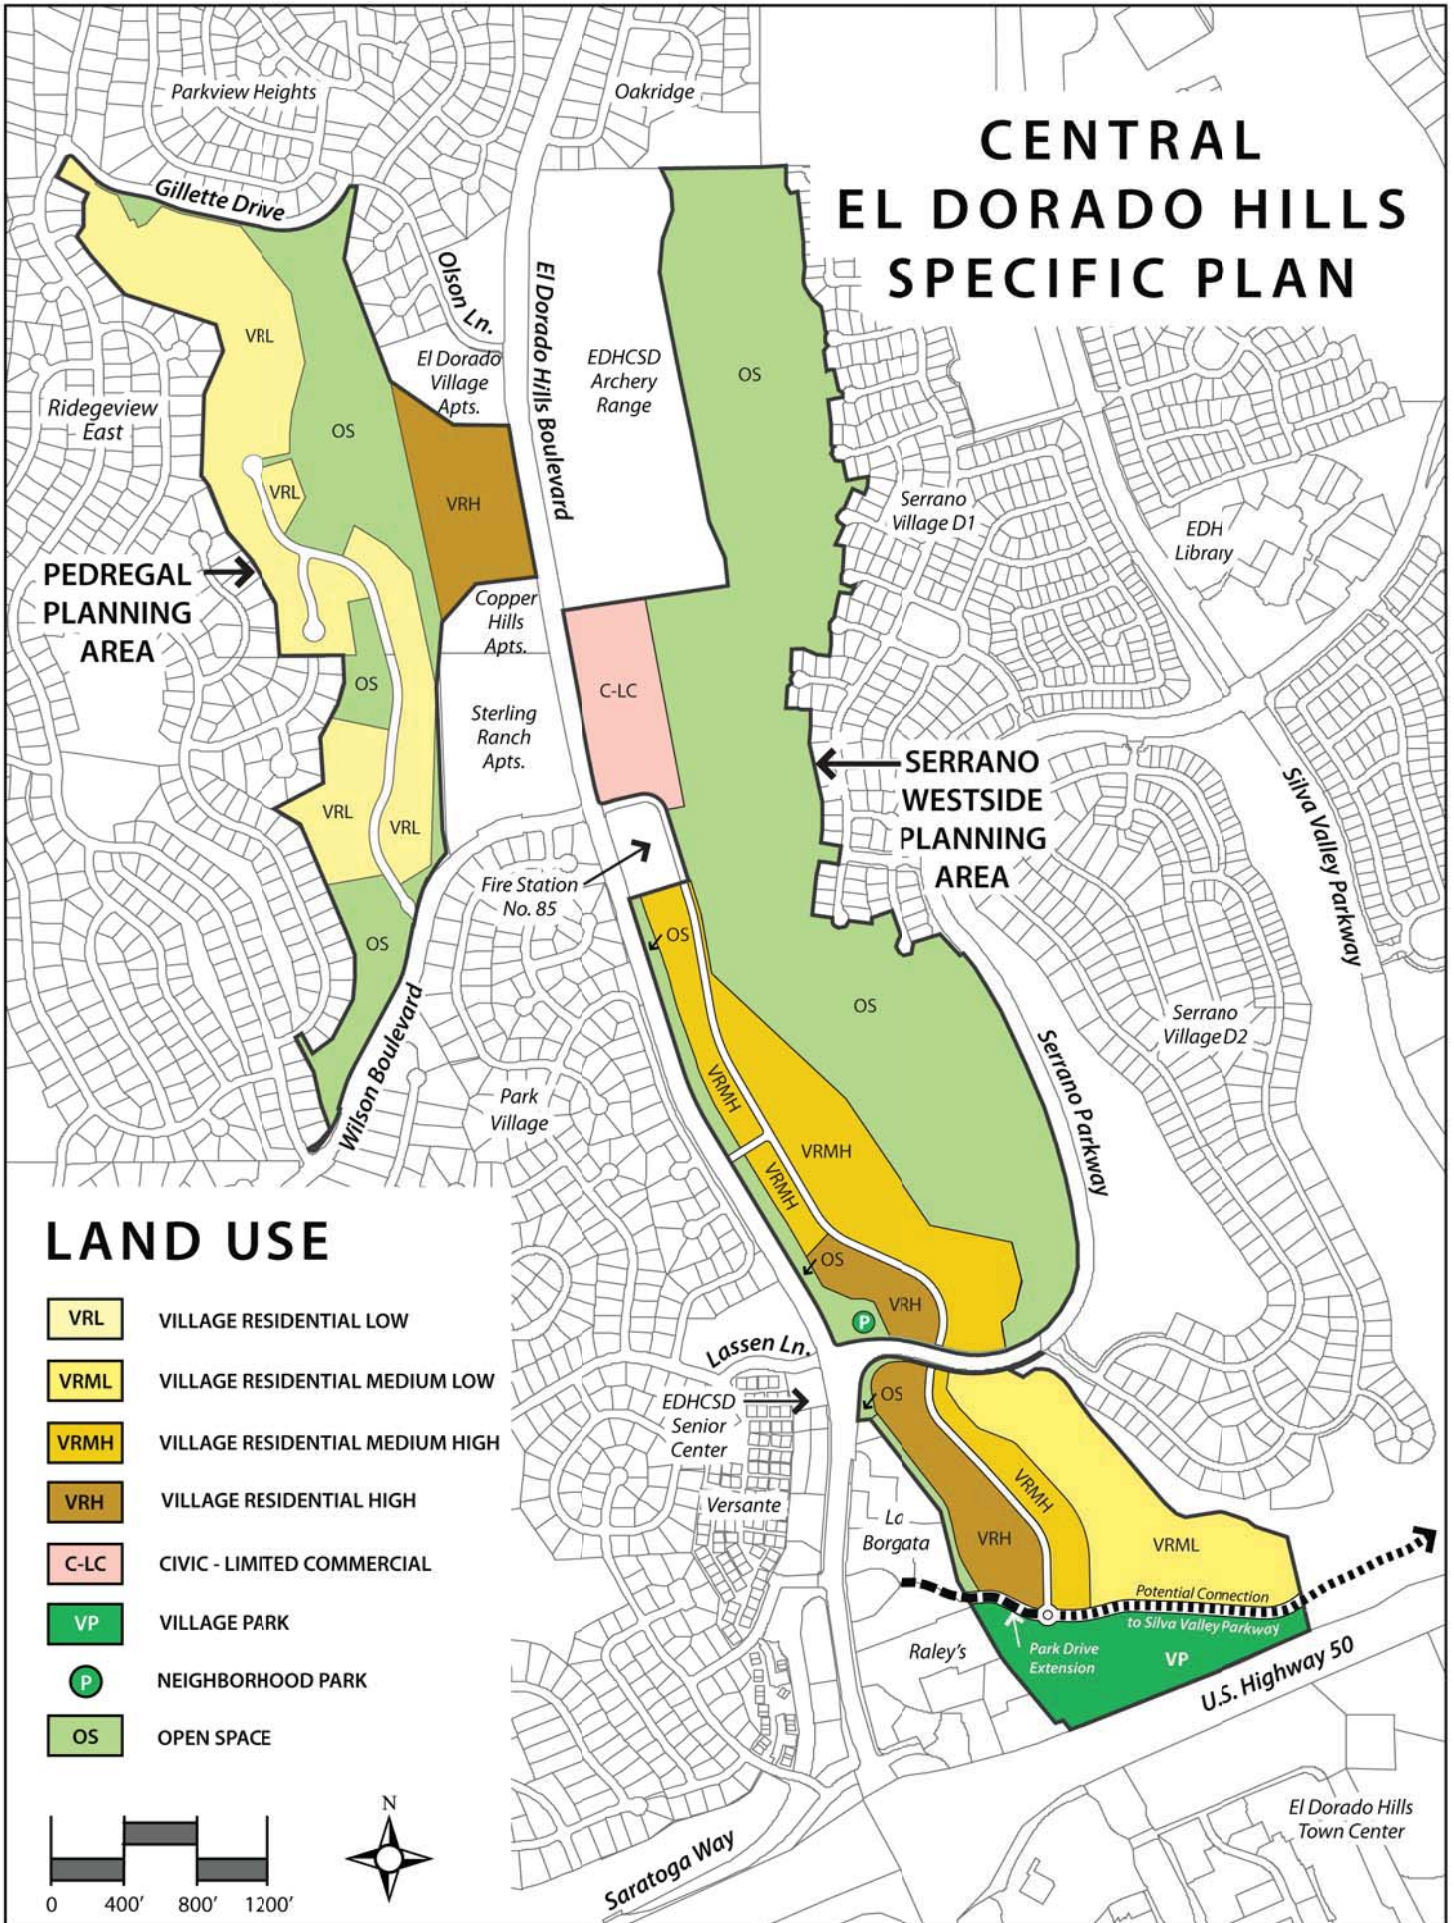 CENTRAL
EL DORADO HILLS
SPECIFIC PLAN
Parkview Heights
Oakridge
Gillette Drive
Olson Ln.
El Dorado Hills Boulevard
El Dorado
Village
Apts.
EDHCSD
Archery
Range
OS
VRL
Ridegeview
East
OS
VRL
VRH
Serrano
Village D1
EDH
Library
PEDREGAL
PLANNING
AREA
Copper
Hills
Apts.
OS
C-LC
Sterling
Ranch
Apts.
SERRANO
WESTSIDE
PLANNING
AREA
Silva Valley Parkway
VRL
VRL
Fire Station
No. 85
OS
OS
OS
Serrano
Village D2
Wilson Boulevard
Park
Village
VRMH
VRMH
VRMH
Serrano Parkway
OS
VRH
P
Lassen Ln.
EDHCSD
Senior
Center
OS
Versante
La
Borgata
VRMH
VRH
VRML
Potential Connection
to Silva Valley Parkway
Raley's
Park Drive
Extension
VP
U.S. Highway 50
El Dorado Hills
Town Center
Saratoga Way
LAND USE
VRL VILLAGE RESIDENTIAL LOW
VRML VILLAGE RESIDENTIAL MEDIUM LOW
VRMH VILLAGE RESIDENTIAL MEDIUM HIGH
VRH VILLAGE RESIDENTIAL HIGH
C-LC CIVIC - LIMITED COMMERCIAL
VP VILLAGE PARK
P NEIGHBORHOOD PARK
OS OPEN SPACE
N
0 400' 800' 1200'